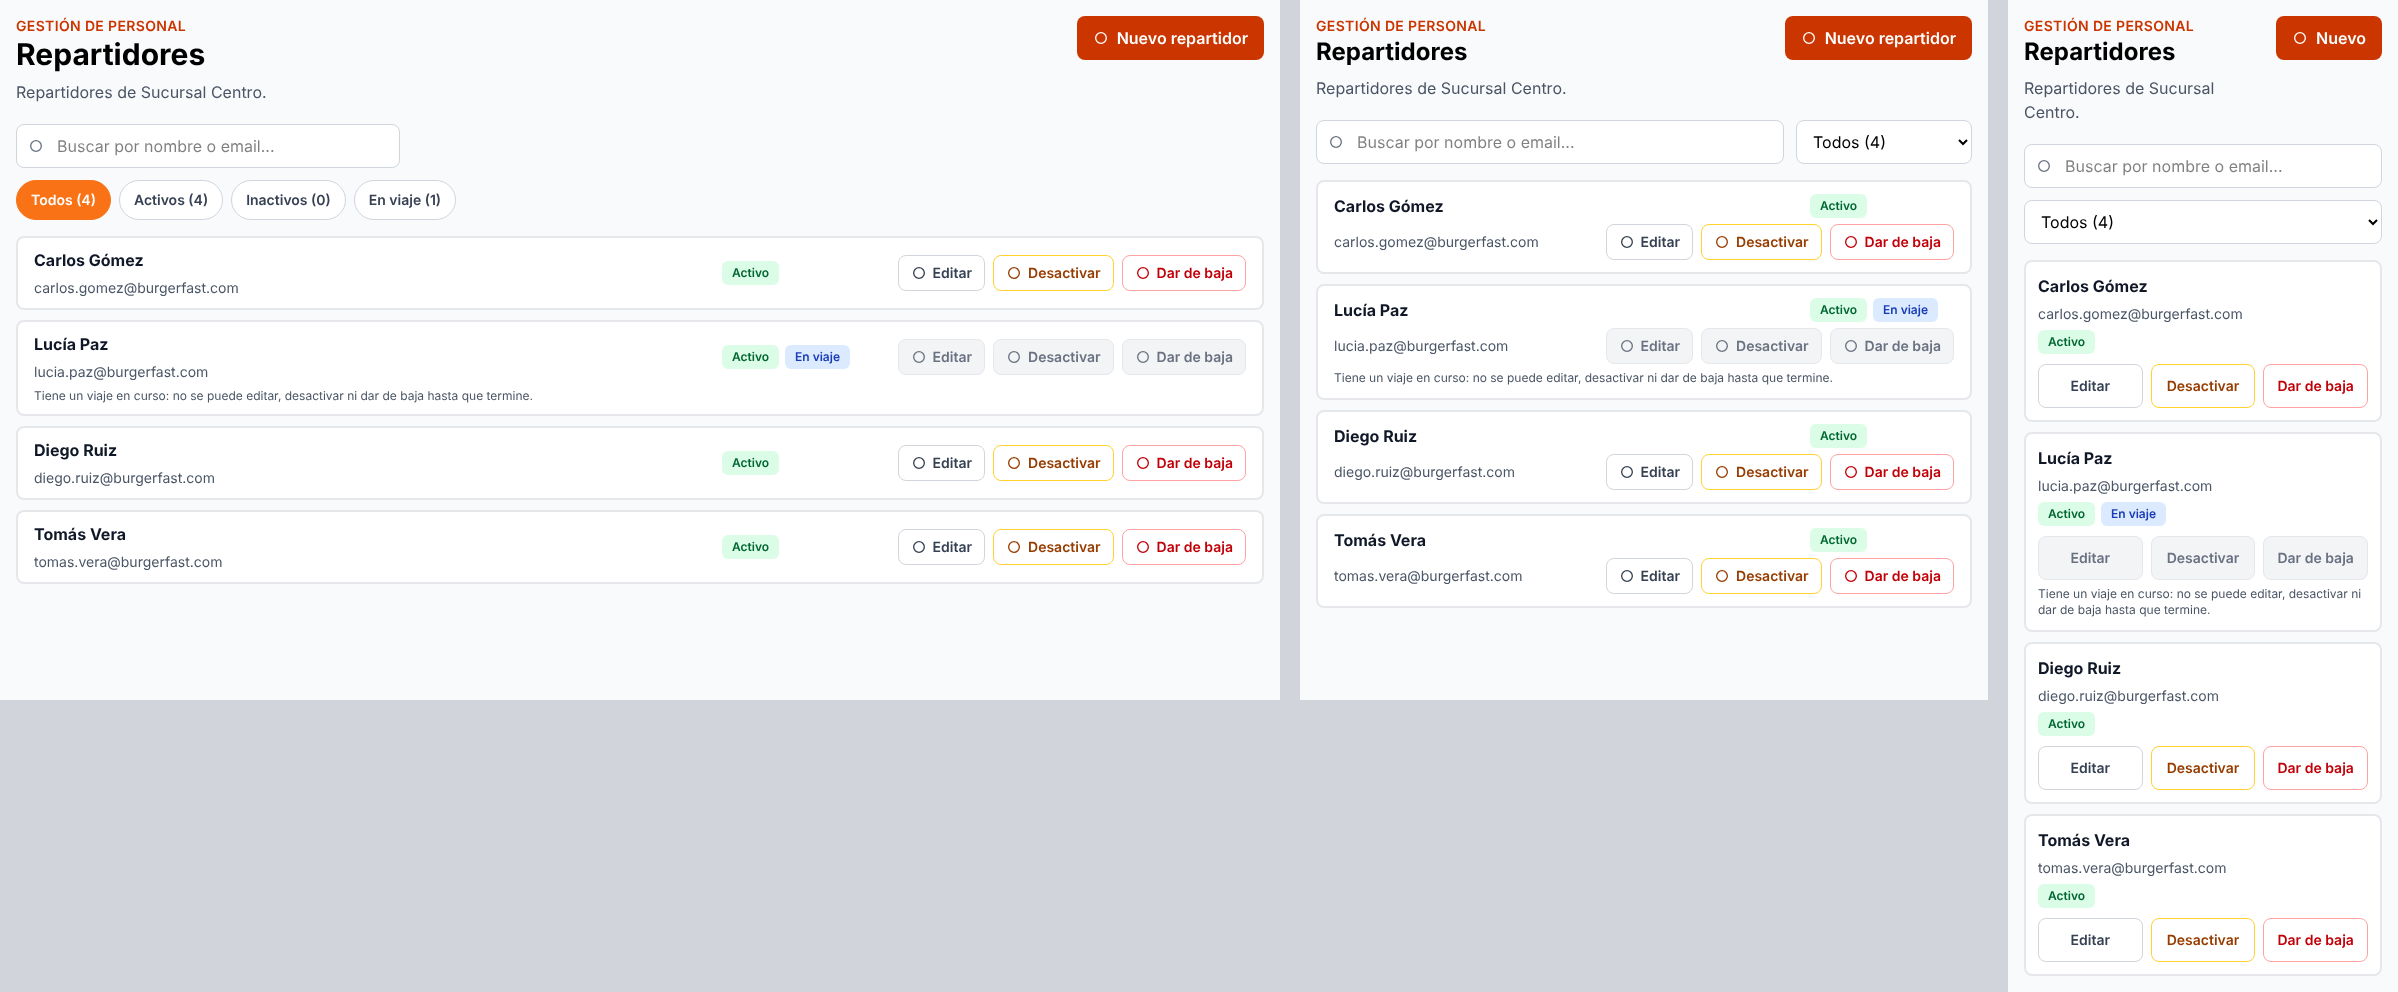 GESTIÓN DE PERSONAL
Repartidores
Nuevo repartidor
Repartidores de Sucursal Centro.
Buscar por nombre o email...
Todos (4) Activos (4) Inactivos (0) En viaje (1)
Carlos Gómez
carlos.gomez@burgerfast.com
Activo
Editar Desactivar Dar de baja
Lucía Paz
lucia.paz@burgerfast.com
Tiene un viaje en curso: no se puede editar, desactivar ni dar de baja hasta que termine.
Activo En viaje
Editar Desactivar Dar de baja
Diego Ruiz
diego.ruiz@burgerfast.com
Activo
Editar Desactivar Dar de baja
Tomás Vera
tomas.vera@burgerfast.com
Activo
Editar Desactivar Dar de baja
GESTIÓN DE PERSONAL
Repartidores
Nuevo repartidor
Repartidores de Sucursal Centro.
Buscar por nombre o email...
Todos (4)
Carlos Gómez
Activo
carlos.gomez@burgerfast.com
Editar Desactivar Dar de baja
Lucía Paz
Activo En viaje
lucia.paz@burgerfast.com
Editar Desactivar Dar de baja
Tiene un viaje en curso: no se puede editar, desactivar ni dar de baja hasta que termine.
Diego Ruiz
Activo
diego.ruiz@burgerfast.com
Editar Desactivar Dar de baja
Tomás Vera
Activo
tomas.vera@burgerfast.com
Editar Desactivar Dar de baja
GESTIÓN DE PERSONAL
Repartidores
Nuevo
Repartidores de Sucursal
Centro.
Buscar por nombre o email...
Todos (4)
Carlos Gómez
carlos.gomez@burgerfast.com
Activo
Editar Desactivar Dar de baja
Lucía Paz
lucia.paz@burgerfast.com
Activo En viaje
Editar Desactivar Dar de baja
Tiene un viaje en curso: no se puede editar, desactivar ni
dar de baja hasta que termine.
Diego Ruiz
diego.ruiz@burgerfast.com
Activo
Editar Desactivar Dar de baja
Tomás Vera
tomas.vera@burgerfast.com
Activo
Editar Desactivar Dar de baja